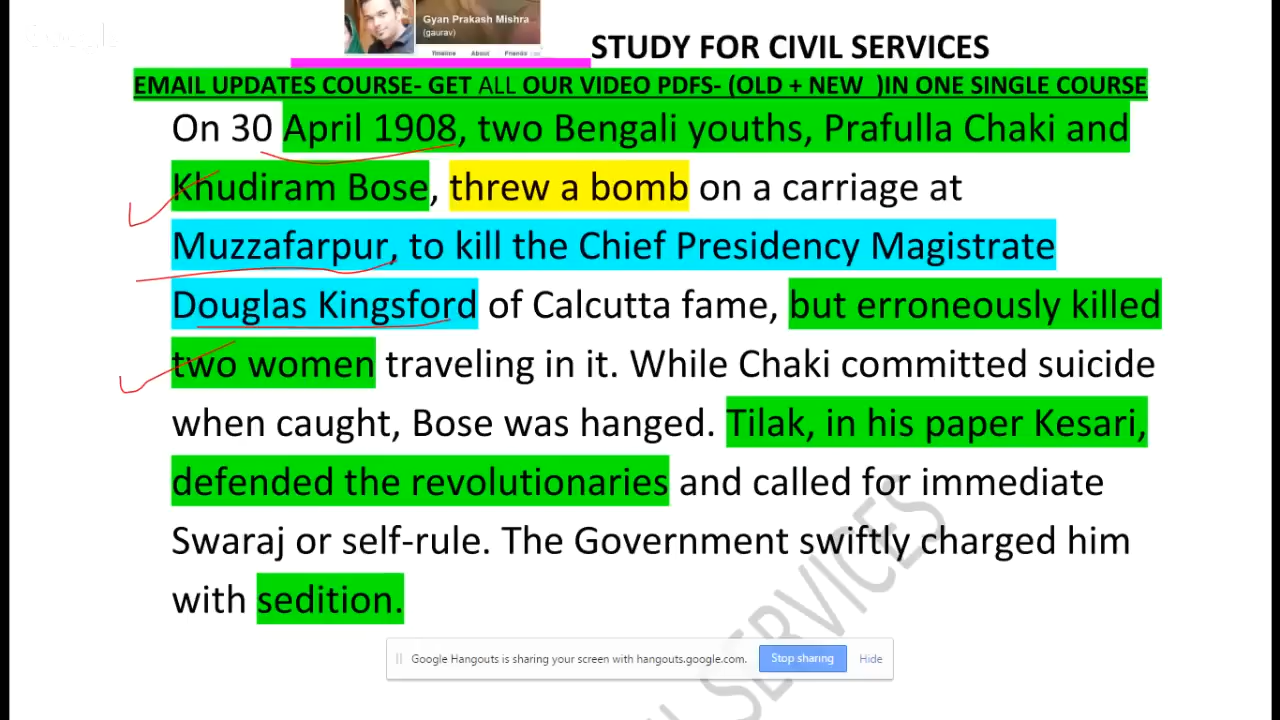 Google
Gyan Prakash Mishra
(gaurav)
Timeline About Friends
STUDY FOR CIVIL SERVICES
EMAIL UPDATES COURSE- GET ALL OUR VIDEO PDFS- (OLD + NEW )IN ONE SINGLE COURSE
On 30 April 1908, two Bengali youths, Prafulla Chaki and
Khudiram Bose, threw a bomb on a carriage at
Muzzafarpur, to kill the Chief Presidency Magistrate
Douglas Kingsford of Calcutta fame, but erroneously killed
two women traveling in it. While Chaki committed suicide
when caught, Bose was hanged. Tilak, in his paper Kesari,
defended the revolutionaries and called for immediate
Swaraj or self-rule. The Government swiftly charged him
with sedition.
SERVICES
Google Hangouts is sharing your screen with hangouts.google.com. Stop sharing Hide